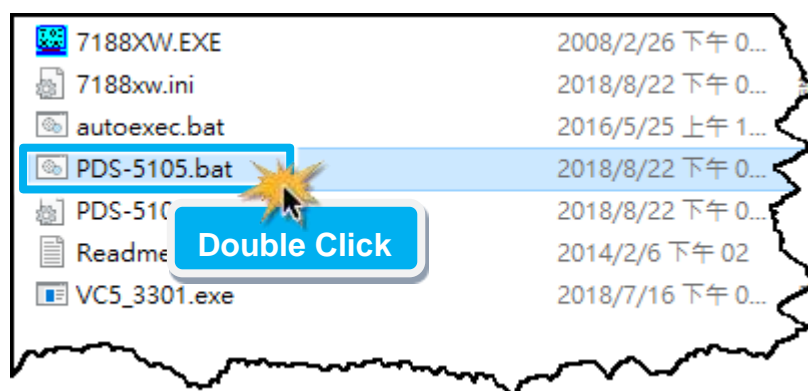 7188XW.EXE 2008/2/26 下午 0...
7188xw.ini 2018/8/22 下午 0...
autoexec.bat 2016/5/25 上午 1...
PDS-5105.bat 2018/8/22 下午 0...
PDS-510 2018/8/22 下午 0...
Readme 2014/2/6 下午 02
Double Click
VC5_3301.exe 2018/7/16 下午 0...